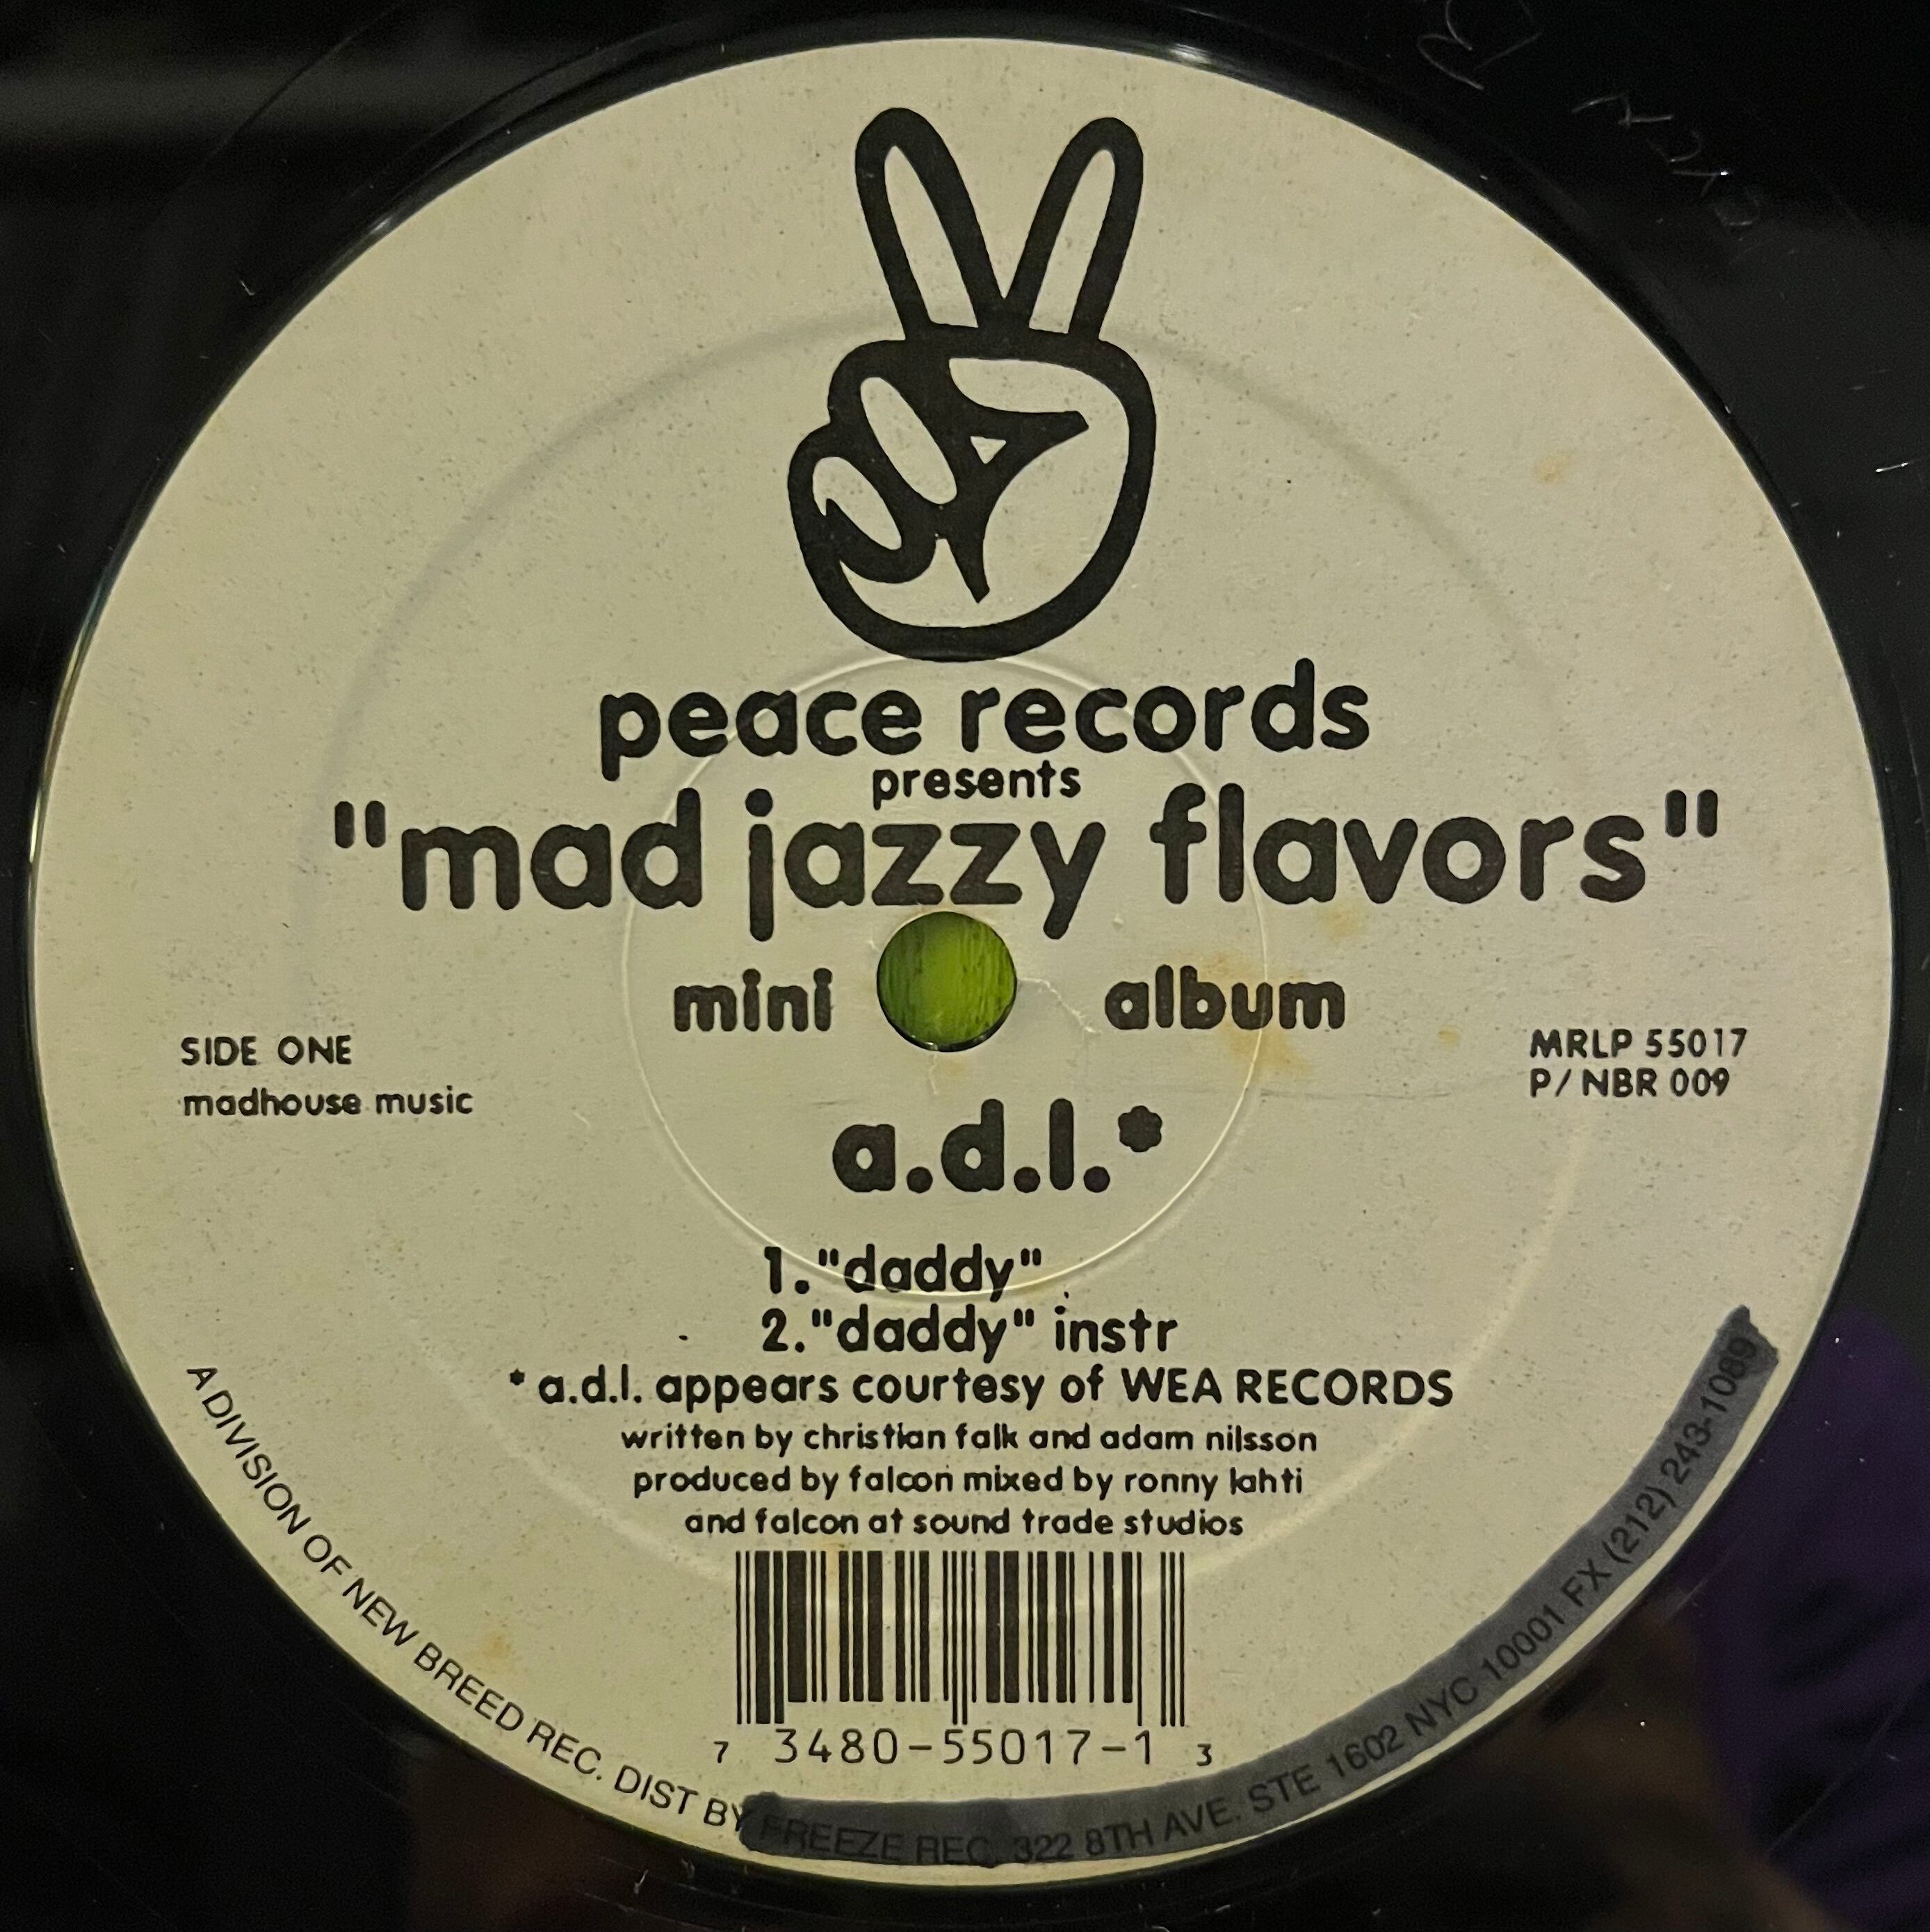 peace records
presents
"mad jazzy flavors"
mini album
SIDE ONE
madhouse music
MRLP 55017
P/NBR 009
a.d.l.*
1."daddy"
2."daddy" instr
*a.d.l. appears courtesy of WEA RECORDS
written by christian falk and adam nilsson
produced by falcon mixed by ronny lahti
and falcon at sound trade studios
7 3480-55017-1 3
A DIVISION OF NEW BREED REC. DIST BY FREEZE REC. 322 8TH AVE. STE 1602 NYC 10001 FX (212) 243-1089